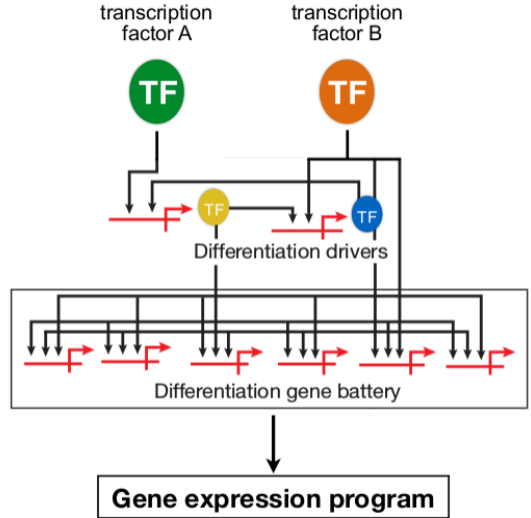 transcription
factor A
transcription
factor B
TF
TF
TF
TF
Differentiation drivers
Differentiation gene battery
Gene expression program